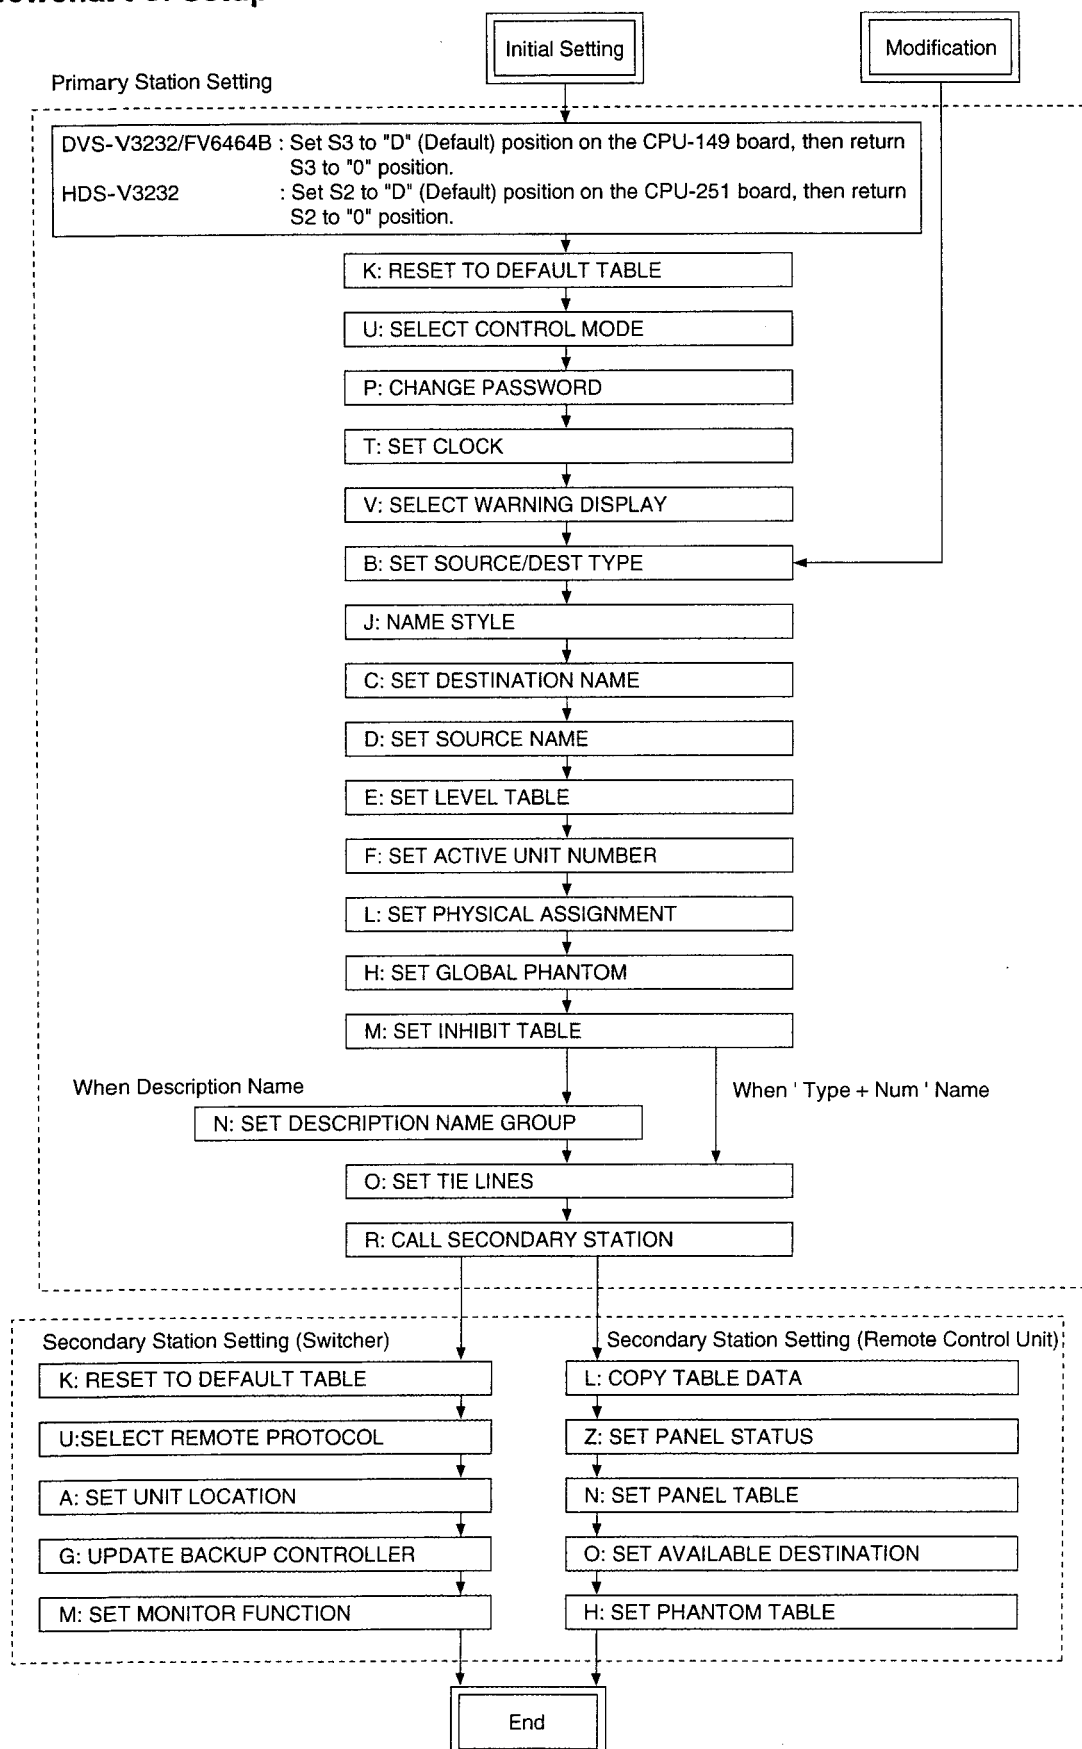 Initial Setting
Modification
Primary Station Setting
DVS-V3232/FV6464B : Set S3 to "D" (Default) position on the CPU-149 board, then return
S3 to "0" position.
HDS-V3232 : Set S2 to "D" (Default) position on the CPU-251 board, then return
S2 to "0" position.
K: RESET TO DEFAULT TABLE
U: SELECT CONTROL MODE
P: CHANGE PASSWORD
T: SET CLOCK
V: SELECT WARNING DISPLAY
B: SET SOURCE/DEST TYPE
J: NAME STYLE
C: SET DESTINATION NAME
D: SET SOURCE NAME
E: SET LEVEL TABLE
F: SET ACTIVE UNIT NUMBER
L: SET PHYSICAL ASSIGNMENT
H: SET GLOBAL PHANTOM
M: SET INHIBIT TABLE
When Description Name
When ' Type + Num ' Name
N: SET DESCRIPTION NAME GROUP
O: SET TIE LINES
R: CALL SECONDARY STATION
Secondary Station Setting (Switcher)
K: RESET TO DEFAULT TABLE
U:SELECT REMOTE PROTOCOL
A: SET UNIT LOCATION
G: UPDATE BACKUP CONTROLLER
M: SET MONITOR FUNCTION
Secondary Station Setting (Remote Control Unit)
L: COPY TABLE DATA
Z: SET PANEL STATUS
N: SET PANEL TABLE
O: SET AVAILABLE DESTINATION
H: SET PHANTOM TABLE
End